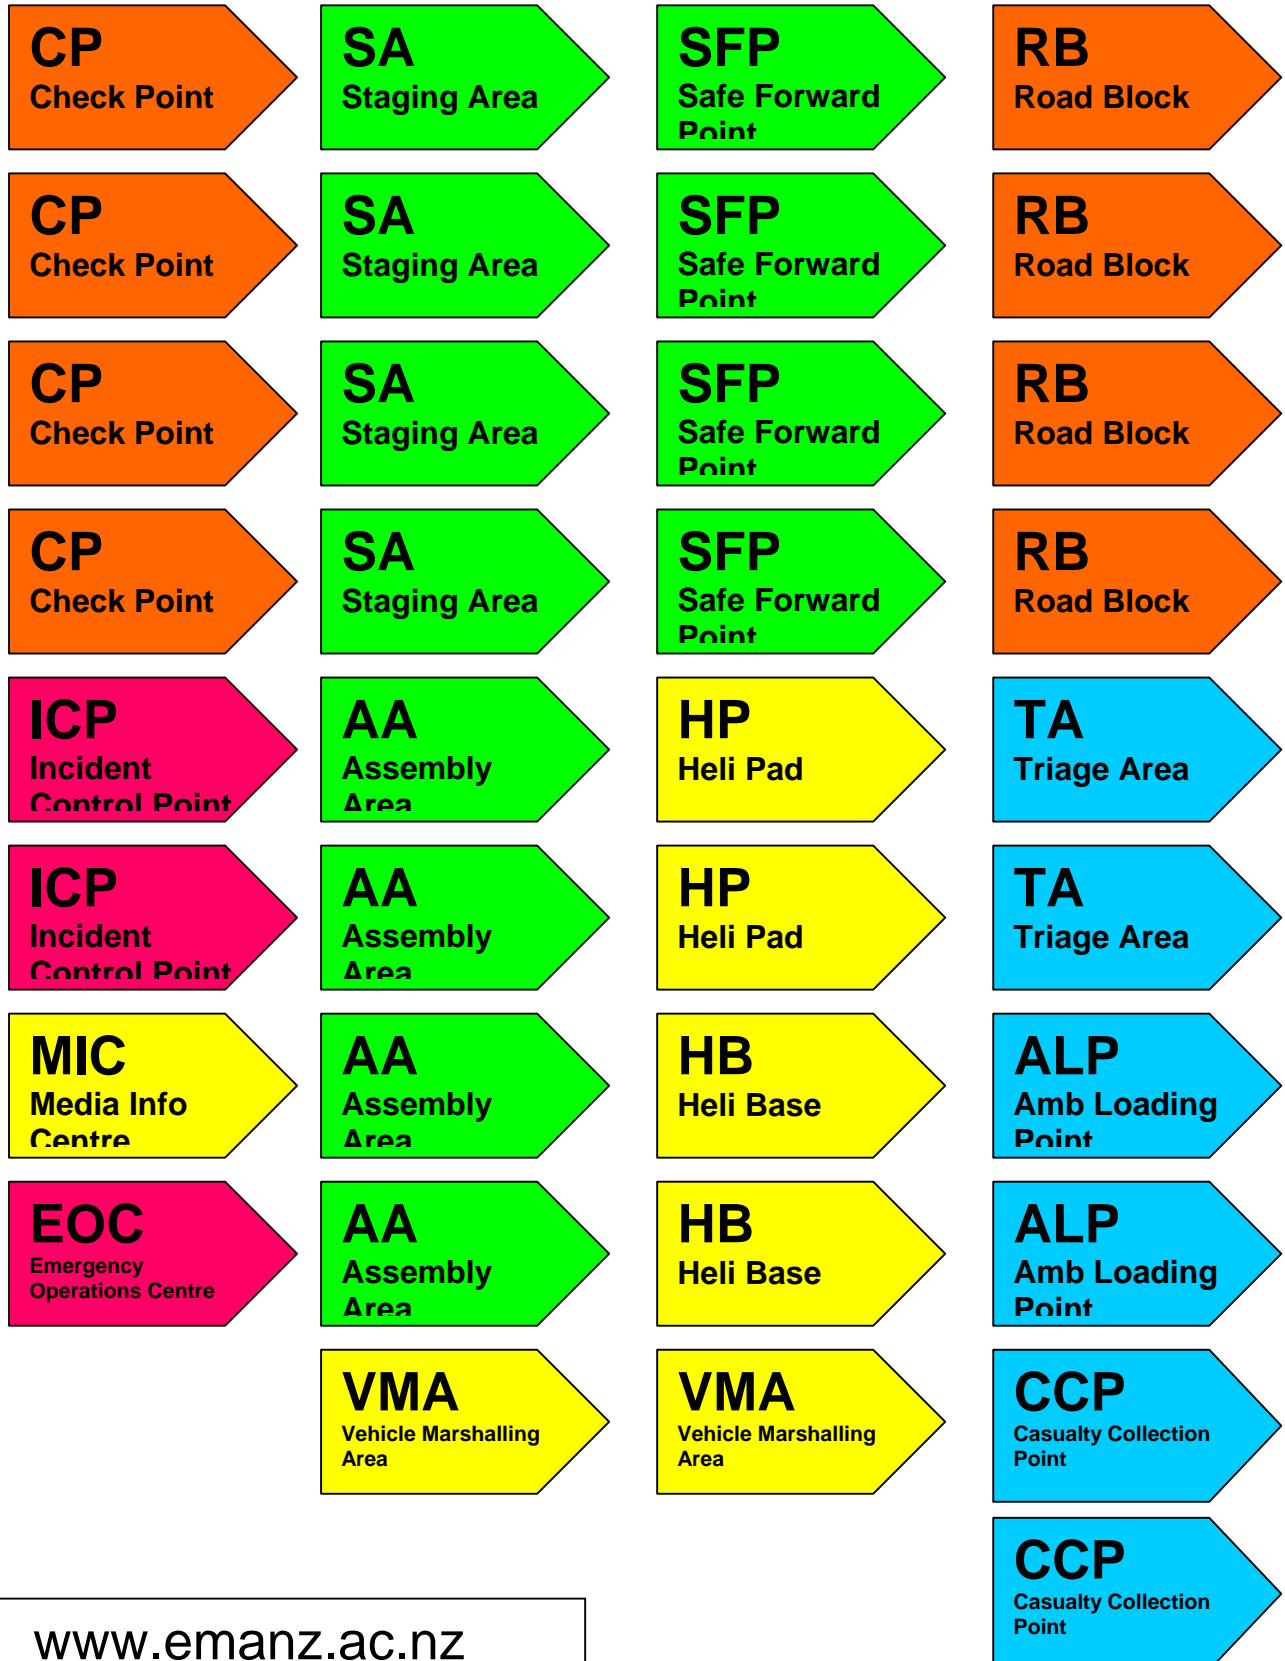 CP
Check Point
SA
Staging Area
SFP
Safe Forward
Point
RB
Road Block
CP
Check Point
SA
Staging Area
SFP
Safe Forward
Point
RB
Road Block
CP
Check Point
SA
Staging Area
SFP
Safe Forward
Point
RB
Road Block
CP
Check Point
SA
Staging Area
SFP
Safe Forward
Point
RB
Road Block
ICP
Incident
Control Point
AA
Assembly
Area
HP
Heli Pad
TA
Triage Area
ICP
Incident
Control Point
AA
Assembly
Area
HP
Heli Pad
TA
Triage Area
MIC
Media Info
Centre
AA
Assembly
Area
HB
Heli Base
ALP
Amb Loading
Point
EOC
Emergency
Operations Centre
AA
Assembly
Area
HB
Heli Base
ALP
Amb Loading
Point
VMA
Vehicle Marshalling
Area
VMA
Vehicle Marshalling
Area
CCP
Casualty Collection
Point
CCP
Casualty Collection
Point
www.emanz.ac.nz